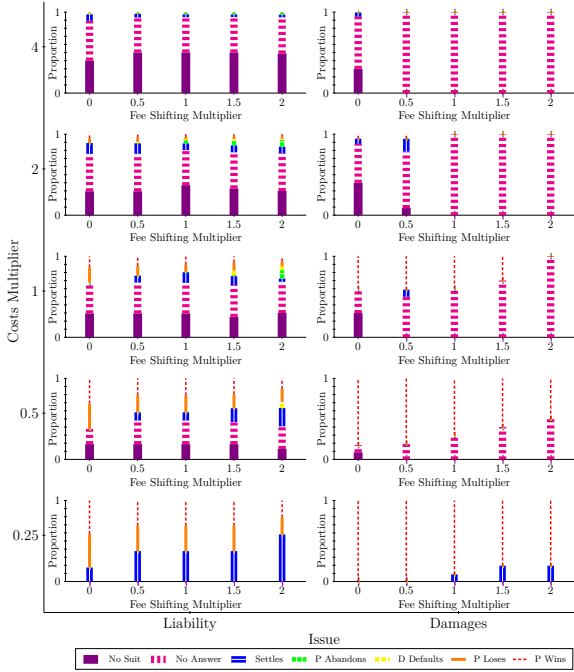 Costs Multiplier
4
Proportion
1
0
0 0.5 1 1.5 2
Fee Shifting Multiplier
Proportion
1
0
0 0.5 1 1.5 2
Fee Shifting Multiplier
2
Proportion
1
0
0 0.5 1 1.5 2
Fee Shifting Multiplier
Proportion
1
0
0 0.5 1 1.5 2
Fee Shifting Multiplier
1
Proportion
1
0
0 0.5 1 1.5 2
Fee Shifting Multiplier
Proportion
1
0
0 0.5 1 1.5 2
Fee Shifting Multiplier
0.5
Proportion
1
0
0 0.5 1 1.5 2
Fee Shifting Multiplier
Proportion
1
0
0 0.5 1 1.5 2
Fee Shifting Multiplier
0.25
Proportion
1
0
0 0.5 1 1.5 2
Fee Shifting Multiplier
Proportion
1
0
0 0.5 1 1.5 2
Fee Shifting Multiplier
Liability Damages
Issue
No Suit No Answer Settles P Abandons D Defaults P Loses P Wins